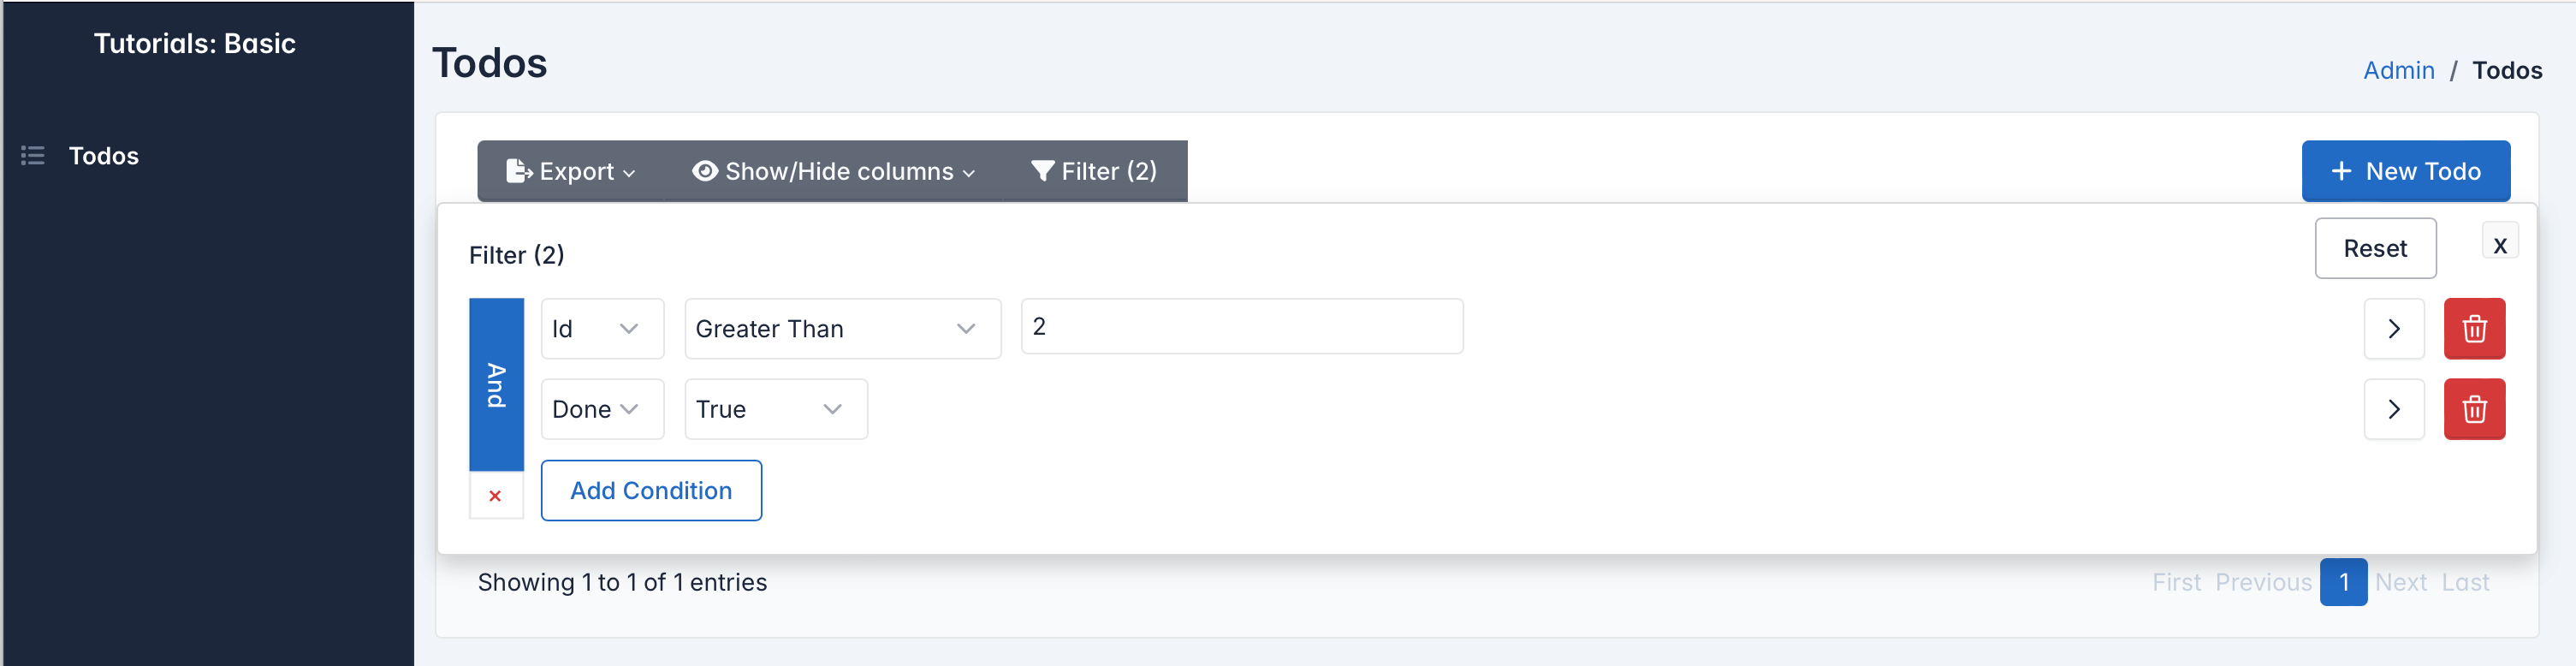 Tutorials: Basic
Todos
Todos
Admin / Todos
Export Show/Hide columns Filter (2)
+ New Todo
Filter (2)
Reset
X
And
Id Greater Than 2
Done True
×
Add Condition
Showing 1 to 1 of 1 entries
First Previous 1 Next Last